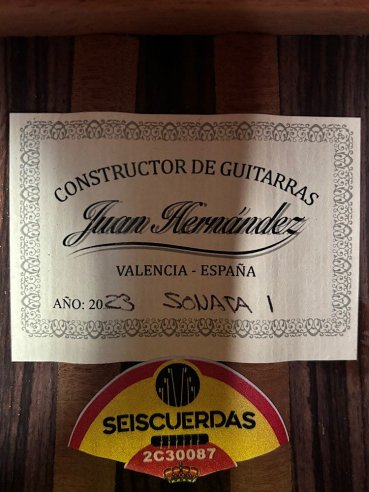 CONSTRUCTOR DE GUITARRAS
Juan Hernández
VALENCIA - ESPAÑA
AÑO: 2023 SONATA 1
SEISCUERDAS
2C30087